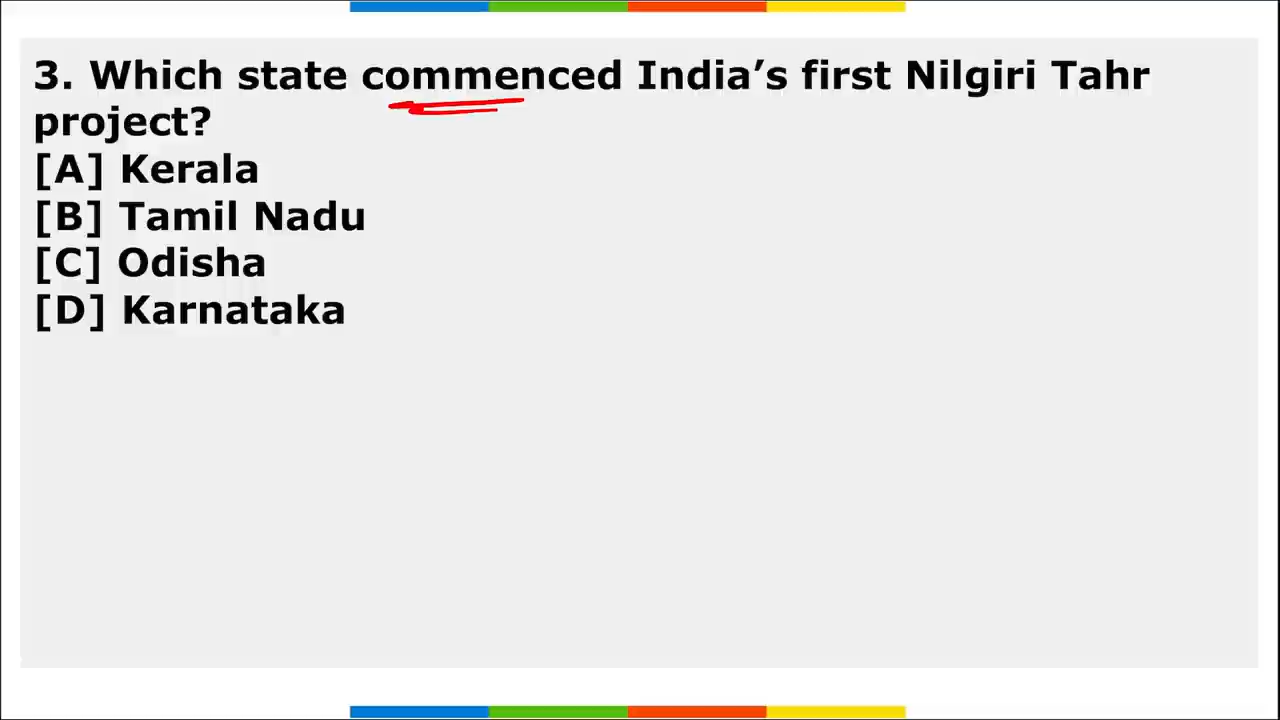 3. Which state commenced India’s first Nilgiri Tahr
project?
[A] Kerala
[B] Tamil Nadu
[C] Odisha
[D] Karnataka